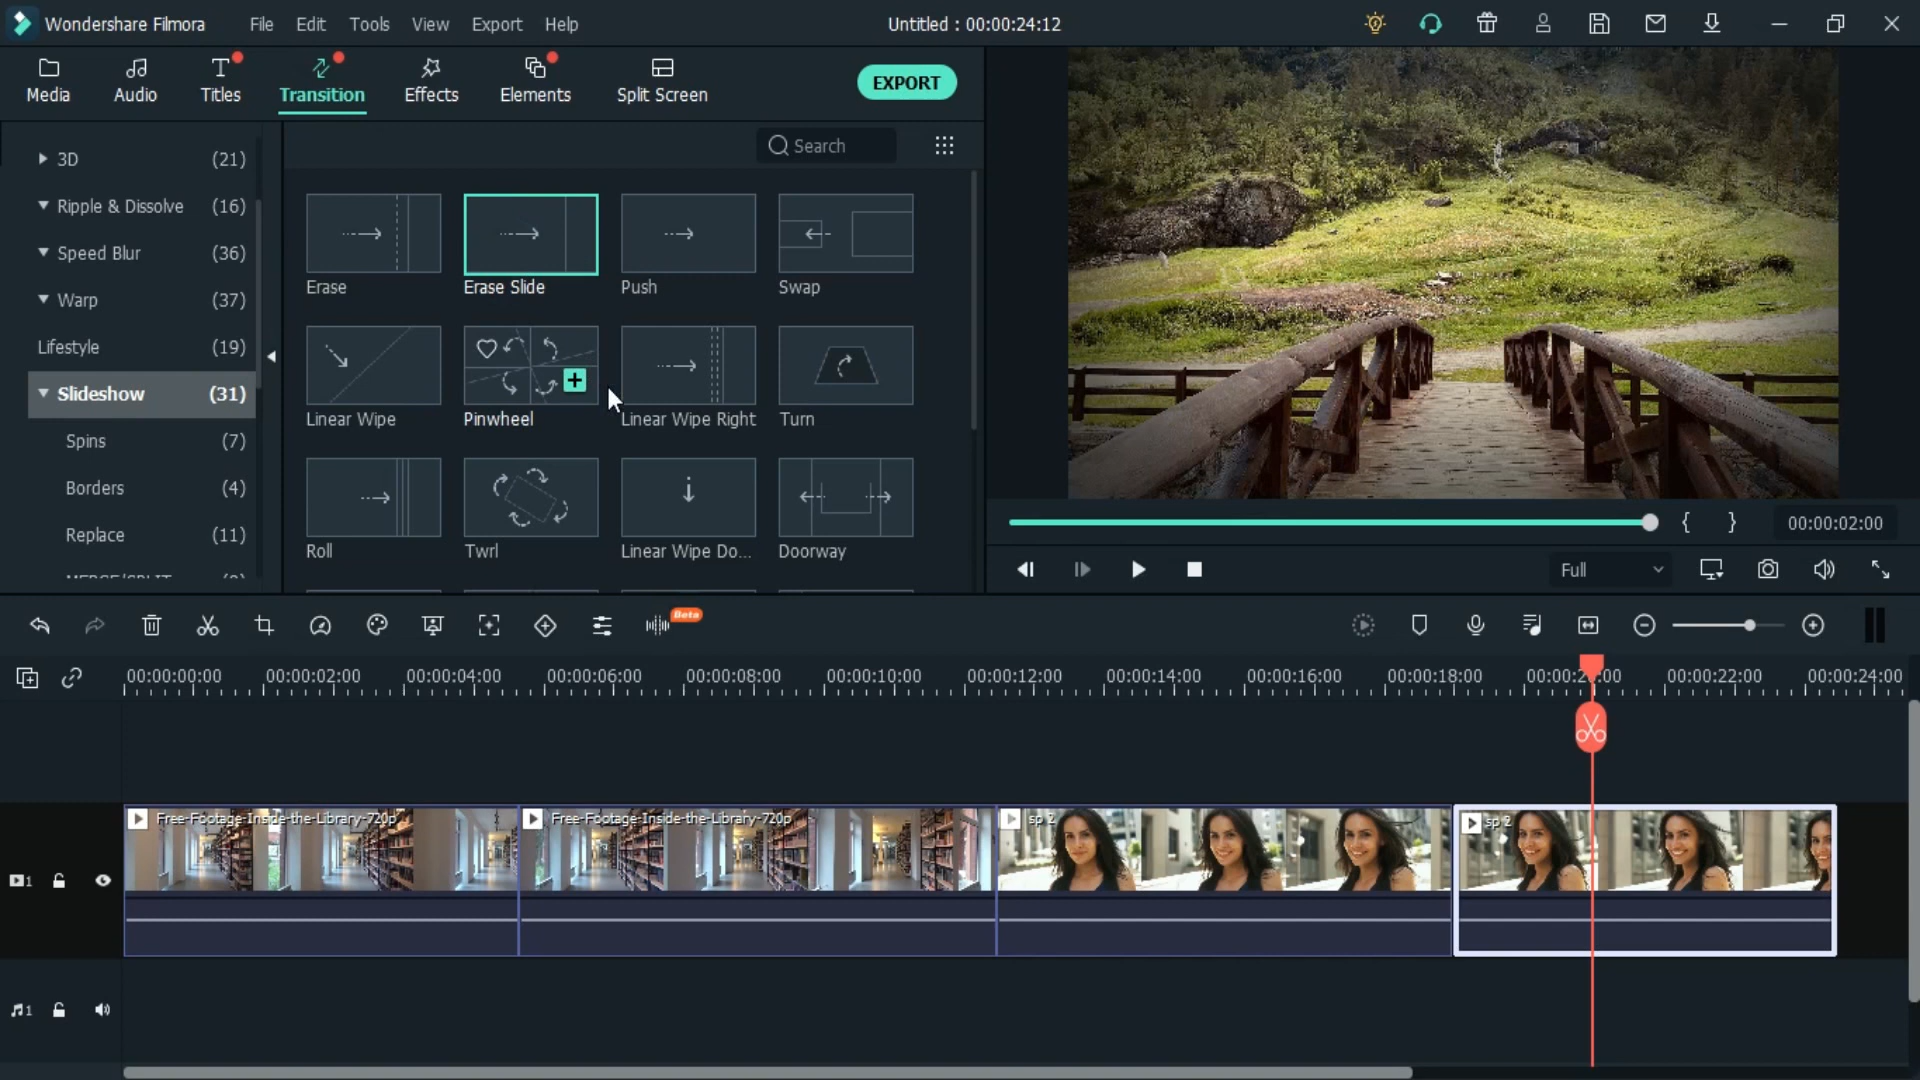 Wondershare Filmora File Edit Tools View Export Help Untitled : 00:00:24:12
Media Audio Titles Transition Effects Elements Split Screen EXPORT
Search
3D (21)
Ripple & Dissolve (16)
Speed Blur (36)
Warp (37)
Lifestyle (19)
Slideshow (31)
Spins (7)
Borders (4)
Replace (11)
Erase Erase Slide Push Swap
Linear Wipe Pinwheel Linear Wipe Right Turn
Roll Twrl Linear Wipe Do... Doorway
{ } 00:00:02:00
Full
Beta
00:00:00:00 00:00:02:00 00:00:04:00 00:00:06:00 00:00:08:00 00:00:10:00 00:00:12:00 00:00:14:00 00:00:16:00 00:00:18:00 00:00:22:00 00:00:24:00
Free-Footage-Inside-the-Library-720p Free-Footage-Inside-the-Library-720p sp 2 sp 2
1
1